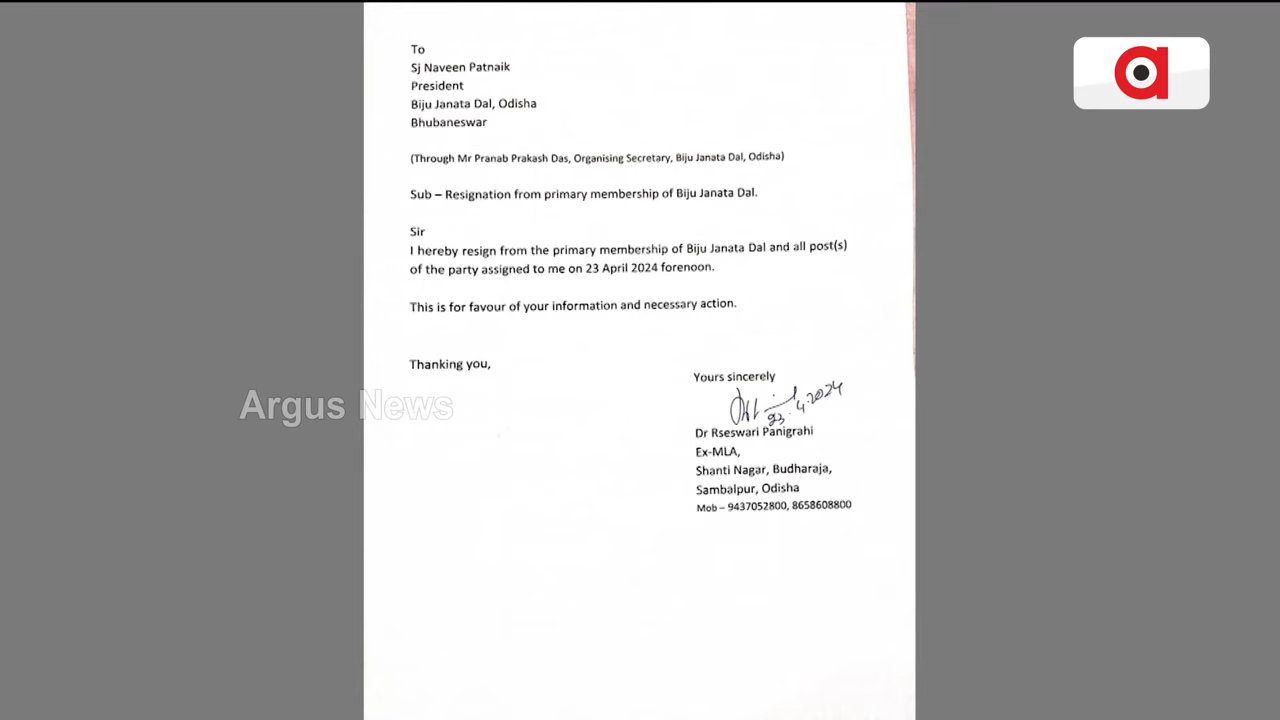 To
Sj Naveen Patnaik
President
Biju Janata Dal, Odisha
Bhubaneswar
(Through Mr Pranab Prakash Das, Organising Secretary, Biju Janata Dal, Odisha)
Sub – Resignation from primary membership of Biju Janata Dal.
Sir
I hereby resign from the primary membership of Biju Janata Dal and all post(s)
of the party assigned to me on 23 April 2024 forenoon.
This is for favour of your information and necessary action.
Thanking you,
Yours sincerely
23.4.2024
Dr Rseswari Panigrahi
Ex-MLA,
Shanti Nagar, Budharaja,
Sambalpur, Odisha
Mob – 9437052800, 8658608800
Argus News
a